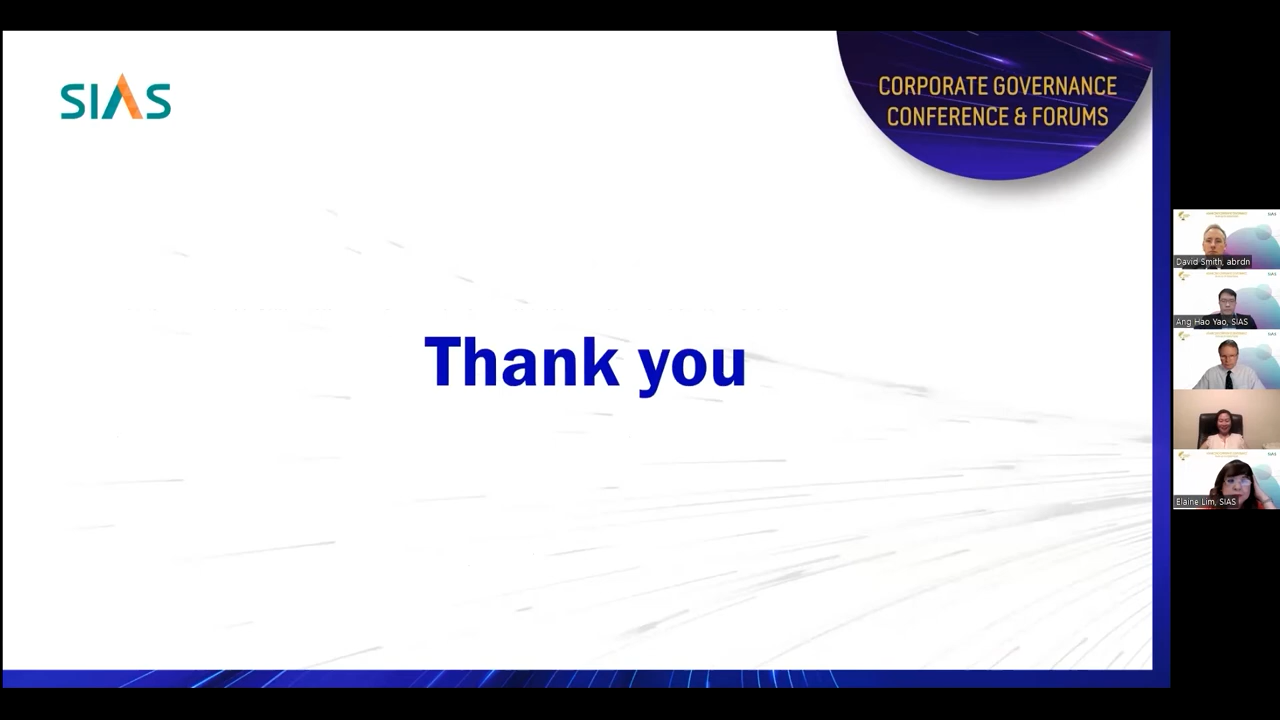 SIAS
CORPORATE GOVERNANCE
CONFERENCE & FORUMS
Thank you
David Smith, abrdn
Ang Hao Yao, SIAS
Elaine Lim, SIAS